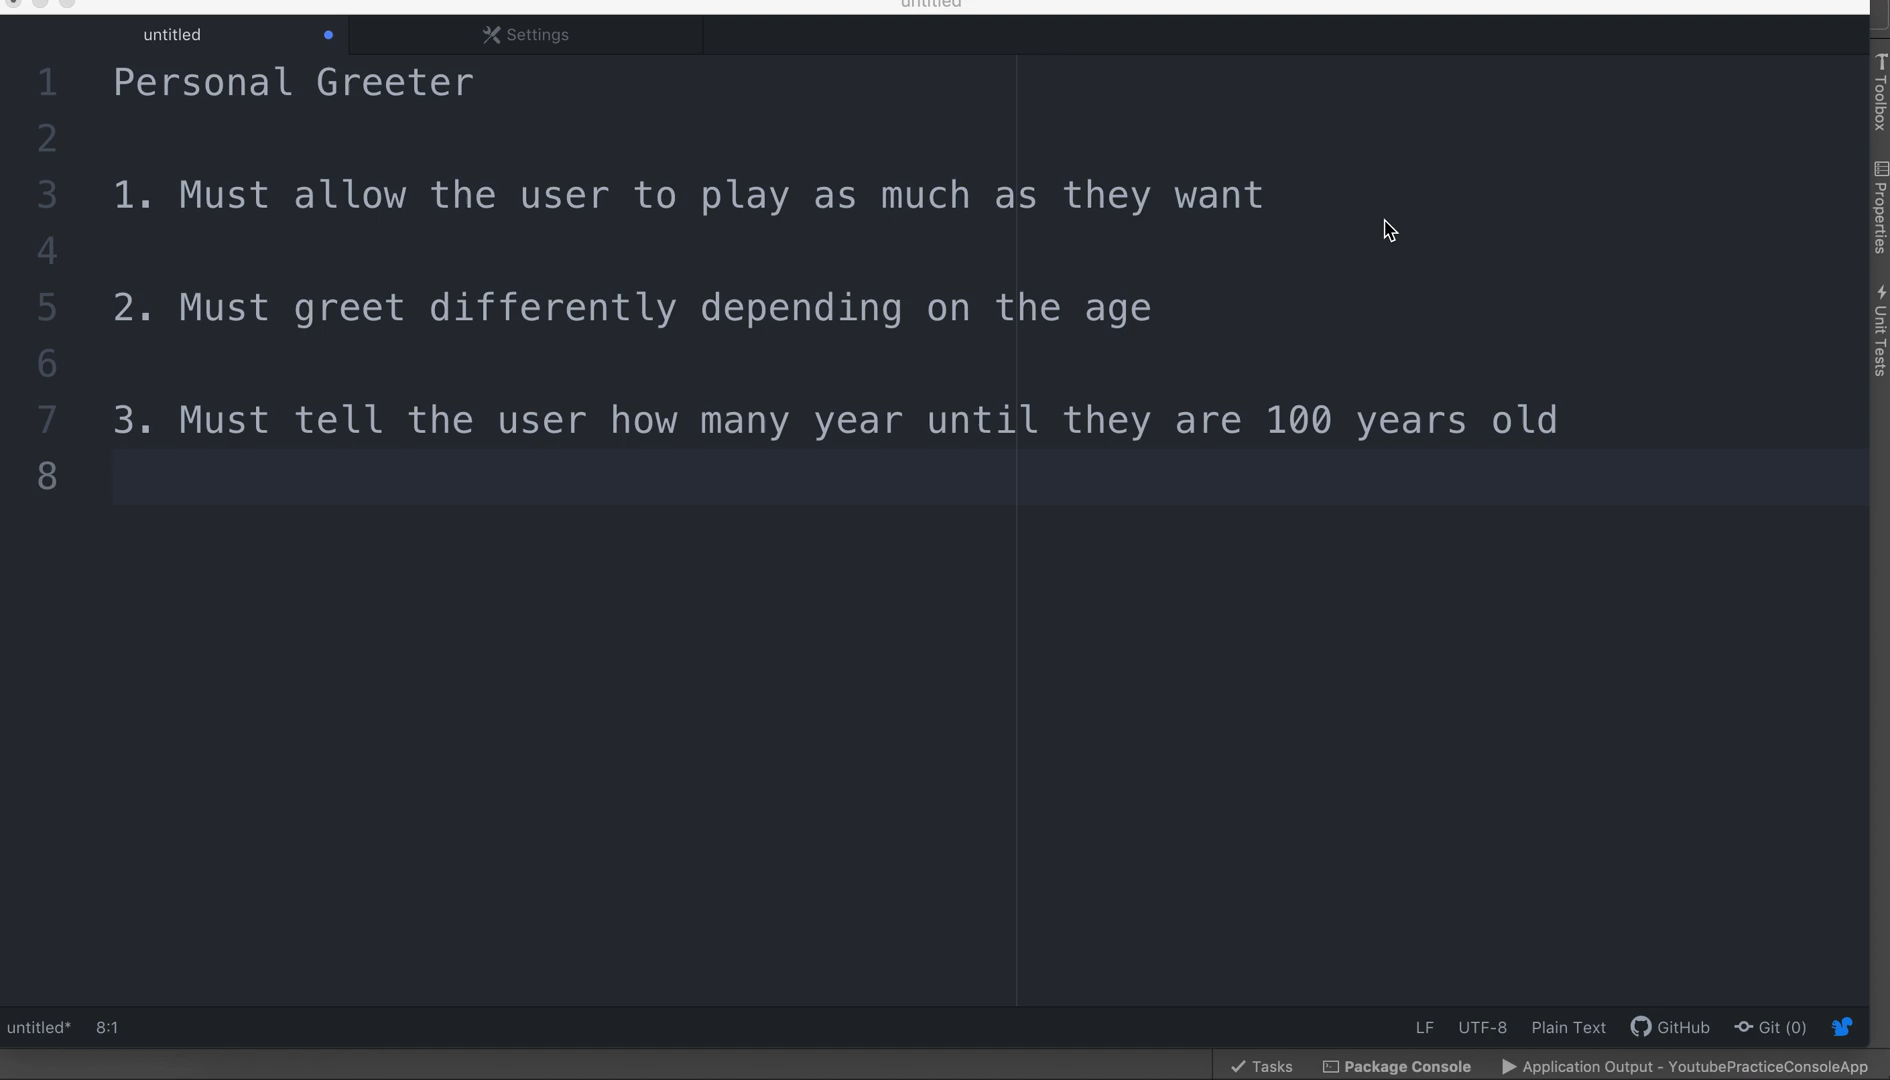 untitled
untitled
Settings
1 Personal Greeter
2
3 1. Must allow the user to play as much as they want
4
5 2. Must greet differently depending on the age
6
7 3. Must tell the user how many year until they are 100 years old
8
Toolbox
Properties
Unit Tests
untitled* 8:1 LF UTF-8 Plain Text GitHub Git (0)
Tasks Package Console Application Output - YoutubePracticeConsoleApp